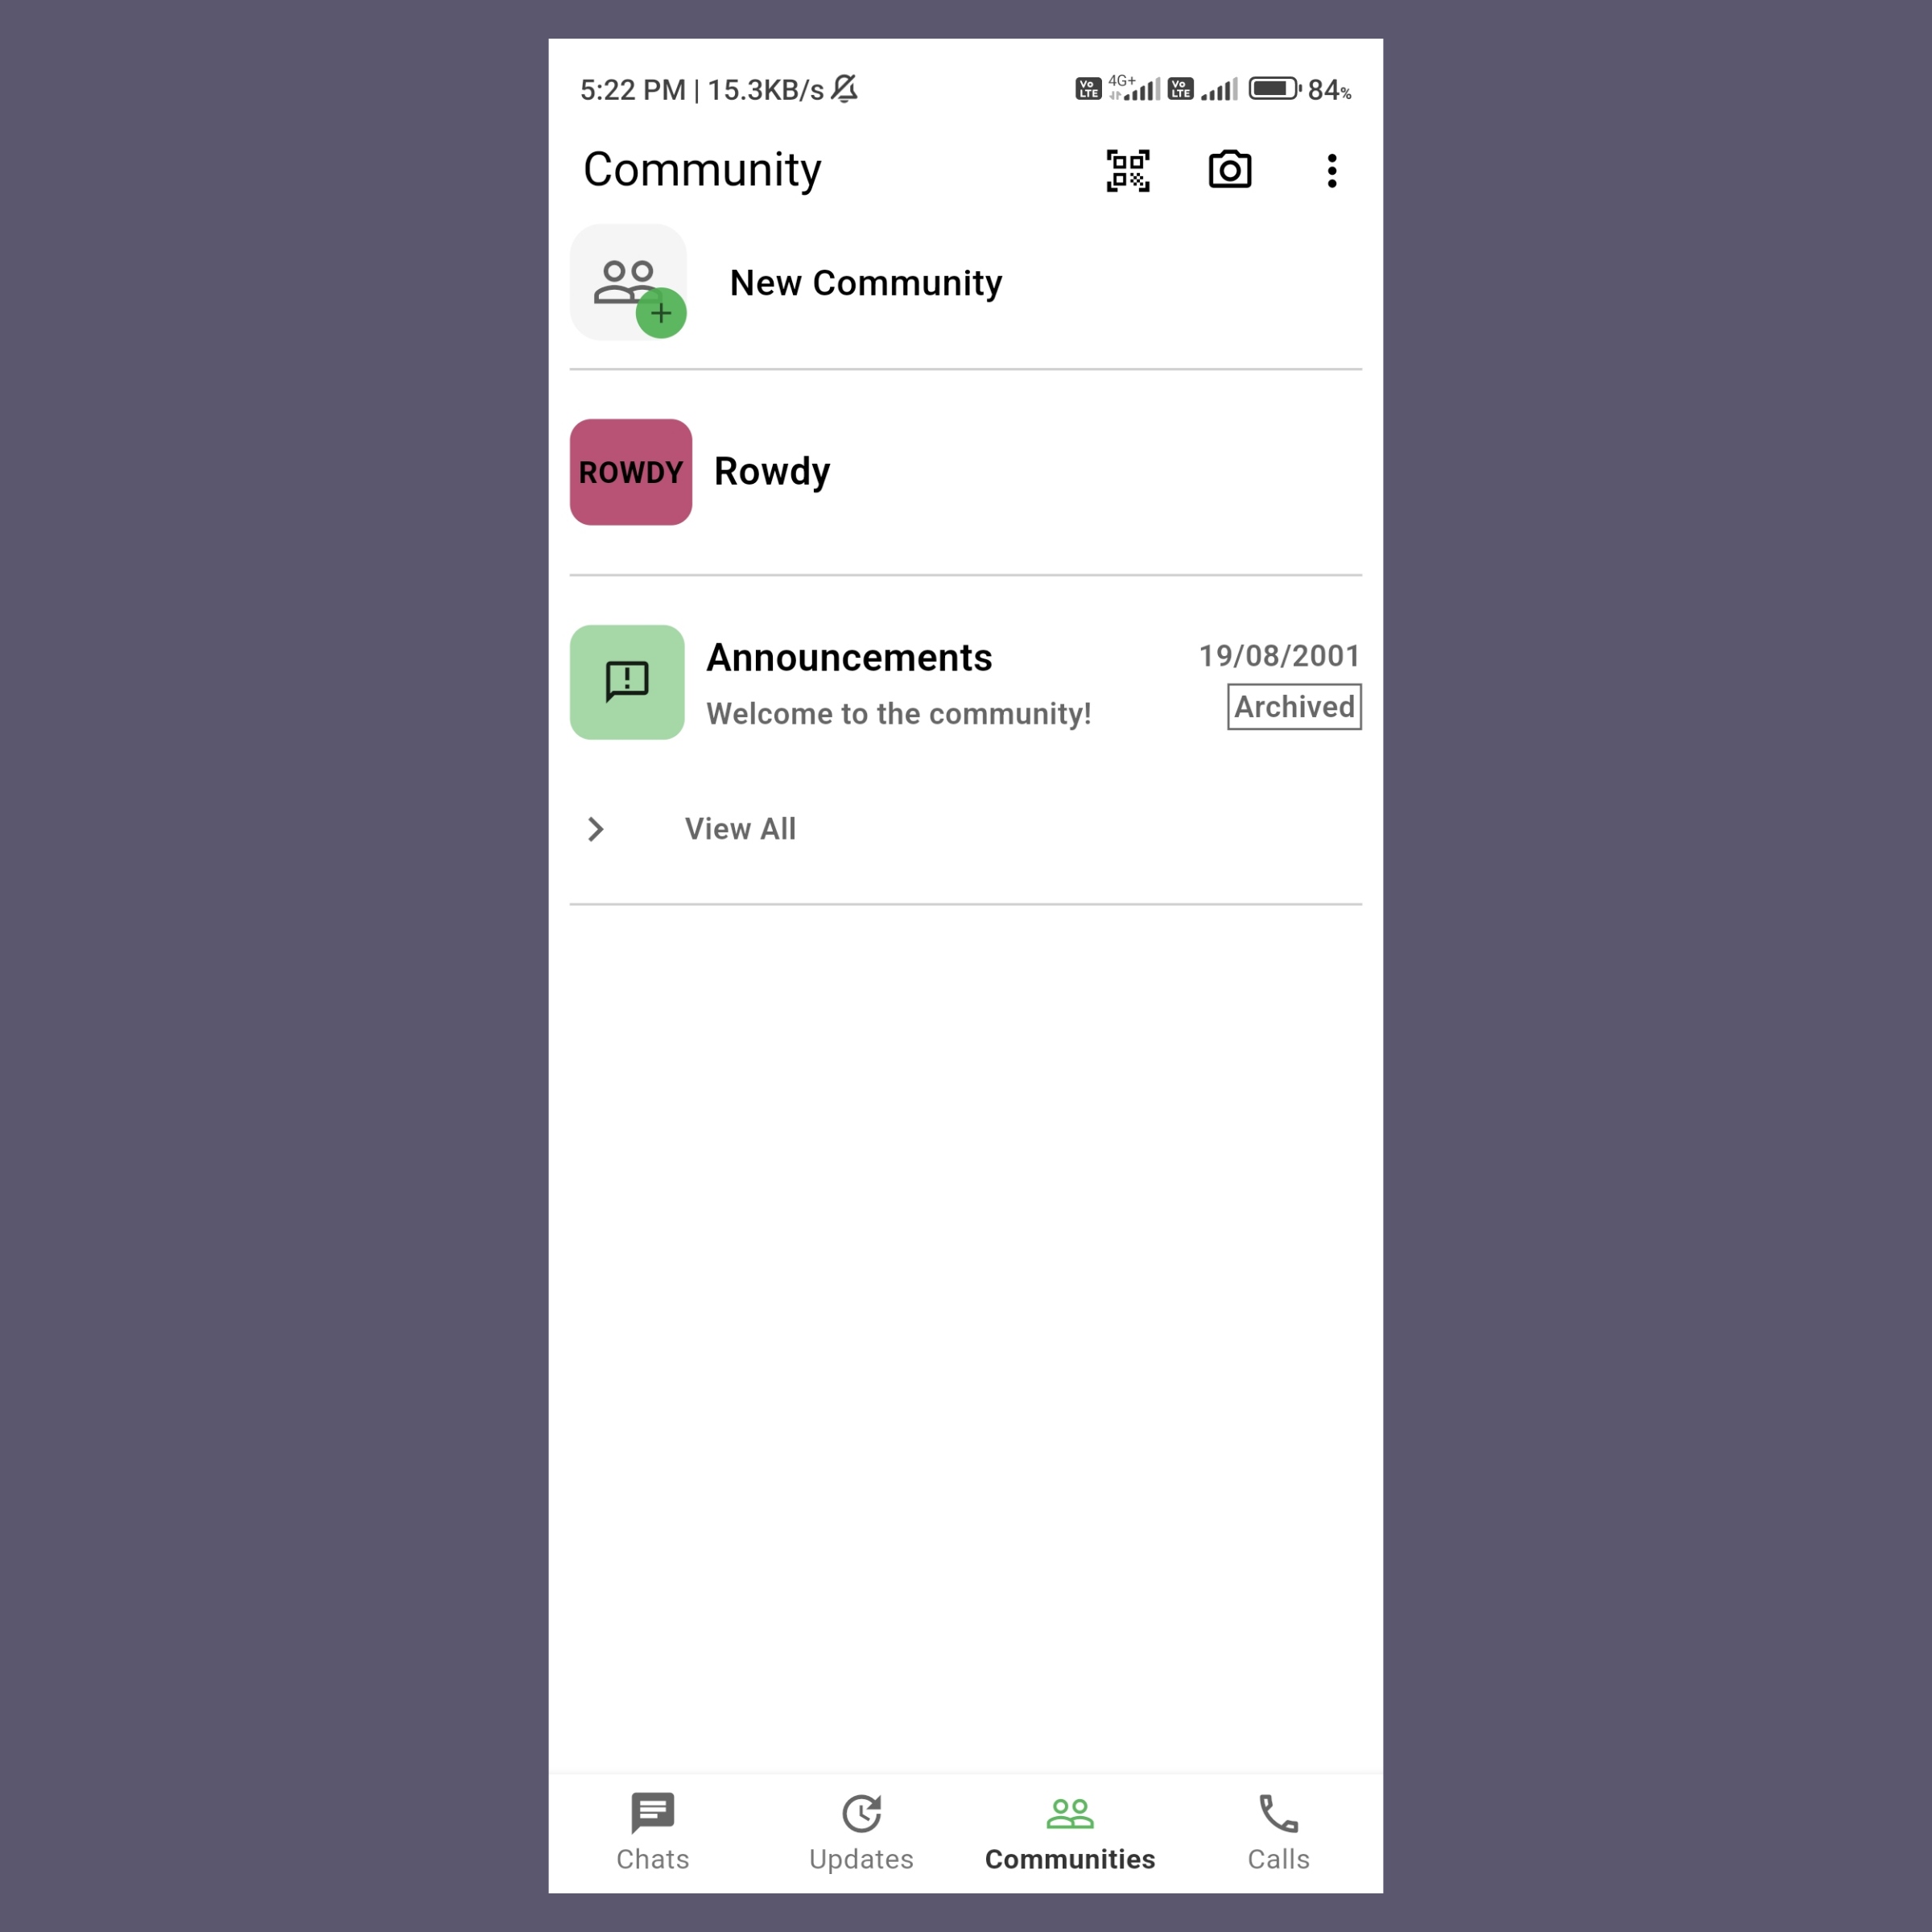 5:22 PM | 15.3KB/s Vo LTE 4G+ Vo LTE 84%
Community
New Community
ROWDY Rowdy
Announcements 19/08/2001
Welcome to the community! Archived
View All
Chats Updates Communities Calls